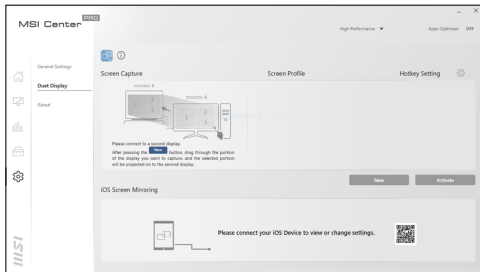 MSI Center PRO
High Performance
Apps Optimizer OFF
General Settings
Duet Display
About
Screen Capture
Screen Profile
Hotkey Setting
monitor B
monitor A
Please connect to a second display.
After pressing the New button, drag through the portion
of the display you want to capture, and the selected portion
will be projected on to the second display.
New
Activate
iOS Screen Mirroring
Please connect your iOS Device to view or change settings.
msi